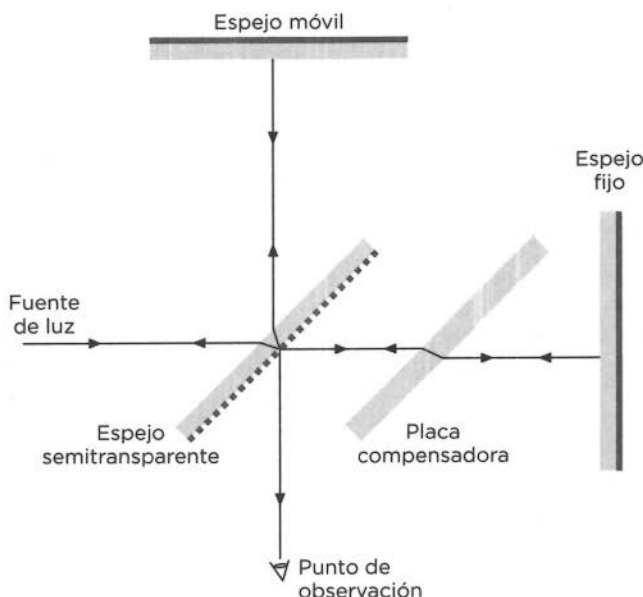 Espejo móvil
Espejo
fijo
Fuente
de luz
Espejo
semitransparente
Placa
compensadora
Punto de
observación